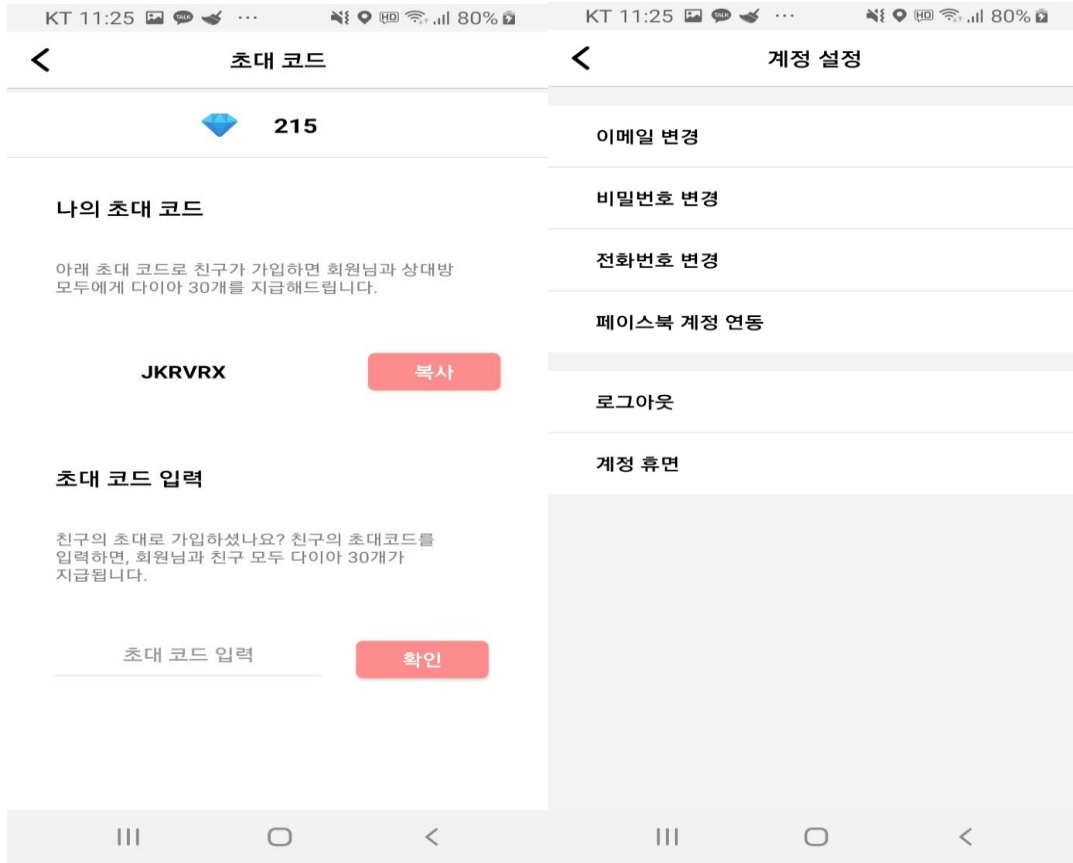 KT 11:25
80%
초대 코드
215
나의 초대 코드
아래 초대 코드로 친구가 가입하면 회원님과 상대방
모두에게 다이아 30개를 지급해드립니다.
JKRVRX
복사
초대 코드 입력
친구의 초대로 가입하셨나요? 친구의 초대코드를
입력하면, 회원님과 친구 모두 다이아 30개가
지급됩니다.
초대 코드 입력
확인
KT 11:25
80%
계정 설정
이메일 변경
비밀번호 변경
전화번호 변경
페이스북 계정 연동
로그아웃
계정 휴면